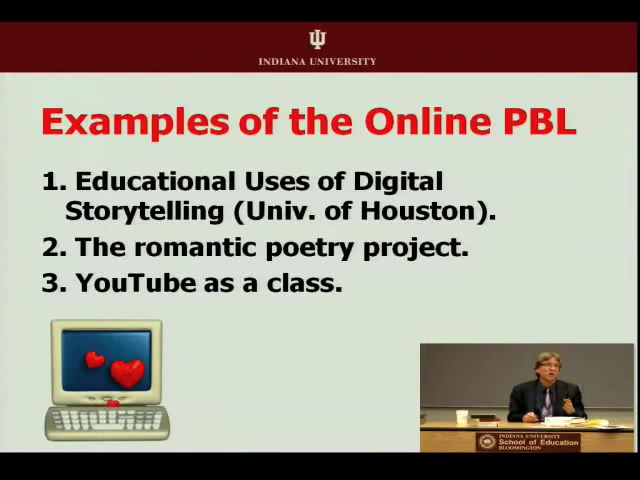 INDIANA UNIVERSITY
Examples of the Online PBL
1. Educational Uses of Digital
Storytelling (Univ. of Houston).
2. The romantic poetry project.
3. YouTube as a class.
INDIANA UNIVERSITY
School of Education
BLOOMINGTON